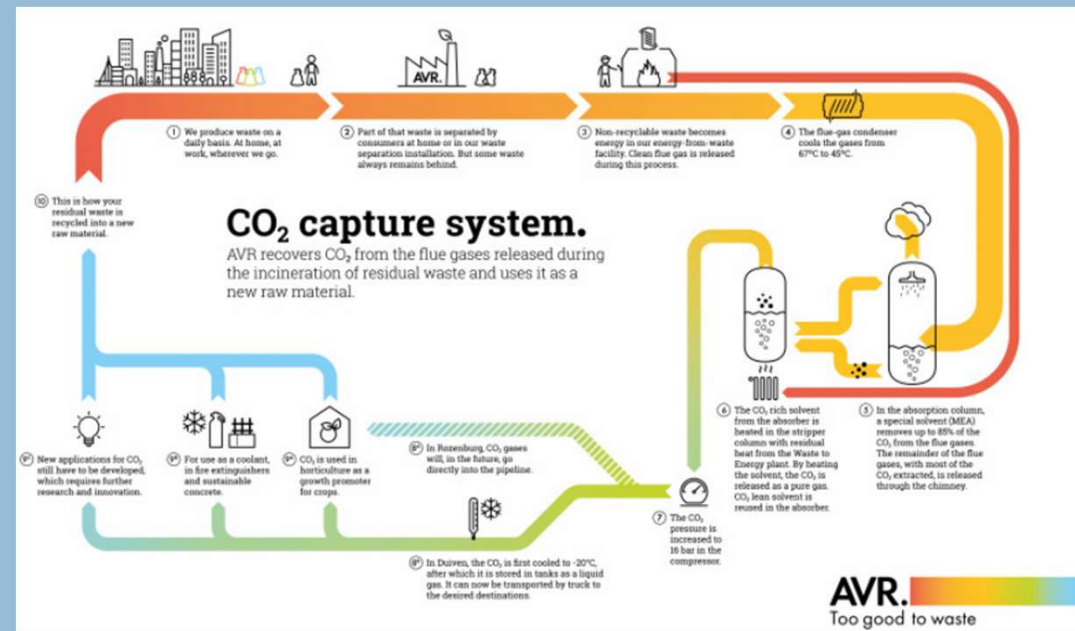 AVR.
① We produce waste on a
daily basis. At home, at
work, wherever we go.
② Part of that waste is separated by
consumers at home or in our waste
separation installation. But some waste
always remains behind.
③ Non-recyclable waste becomes
energy in our energy-from-waste
facility. Clean flue gas is released
during this process.
④ The flue-gas condenser
cools the gases from
67°C to 45°C.
⑩ This is how your
residual waste is
recycled into a new
raw material.
CO₂ capture system.
AVR recovers CO₂ from the flue gases released during
the incineration of residual waste and uses it as a
new raw material.
⑥ The CO₂ rich solvent
from the absorber is
heated in the stripper
column with residual
heat from the Waste to
Energy plant. By heating
the solvent, the CO₂ is
released as a pure gas.
CO₂ lean solvent is
reused in the absorber.
⑤ In the absorption column,
a special solvent (MEA)
removes up to 85% of the
CO₂ from the flue gases.
The remainder of the flue
gases, with most of the
CO₂ extracted, is released
through the chimney.
New applications for CO₂
still have to be developed,
which requires further
research and innovation.
For use as a coolant,
in fire extinguishers
and sustainable
concrete.
CO₂ is used in
horticulture as a
growth promoter
for crops.
In Rozenburg, CO₂ gases
will, in the future, go
directly into the pipeline.
⑦ The CO₂
pressure is
increased to
16 bar in the
compressor.
In Duiven, the CO₂ is first cooled to -20°C,
after which it is stored in tanks as a liquid
gas. It can now be transported by truck to
the desired destinations.
AVR.
Too good to waste